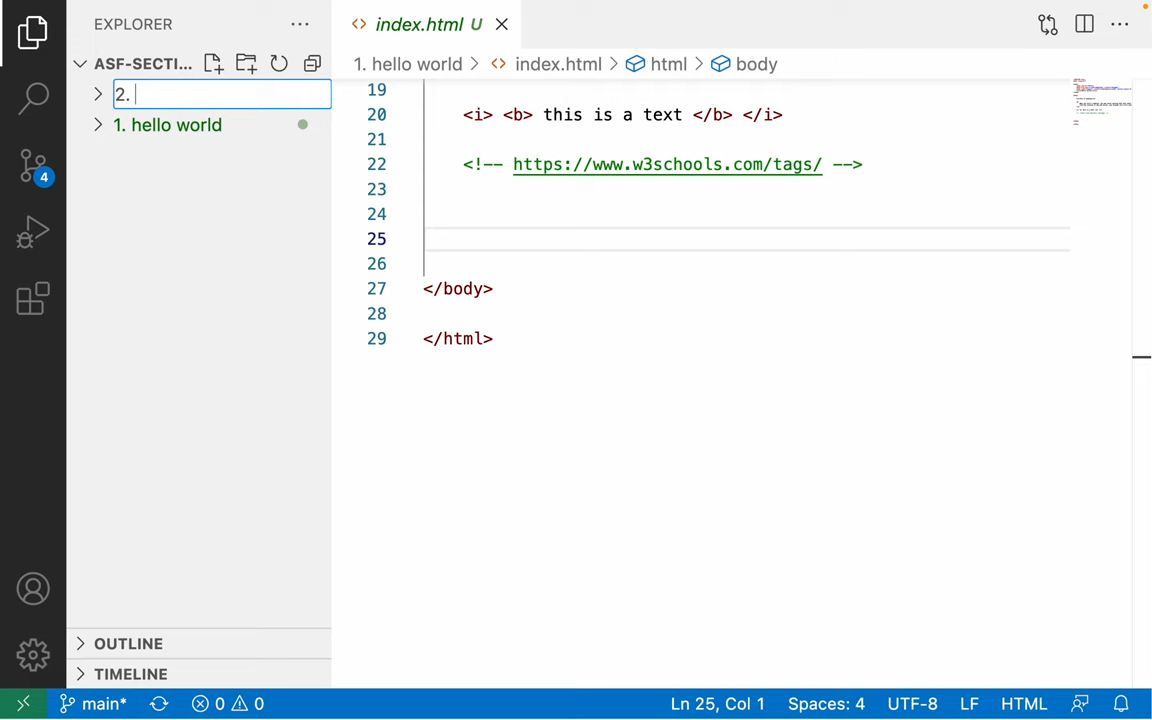 EXPLORER
index.html U
ASF-SECTI...
1. hello world
index.html
html
body
2.
1. hello world
19
20 <i> <b> this is a text </b> </i>
21
22 <!-- https://www.w3schools.com/tags/ -->
23
24
25
26
27 </body>
28
29 </html>
4
OUTLINE
TIMELINE
main* 0 0 Ln 25, Col 1 Spaces: 4 UTF-8 LF HTML